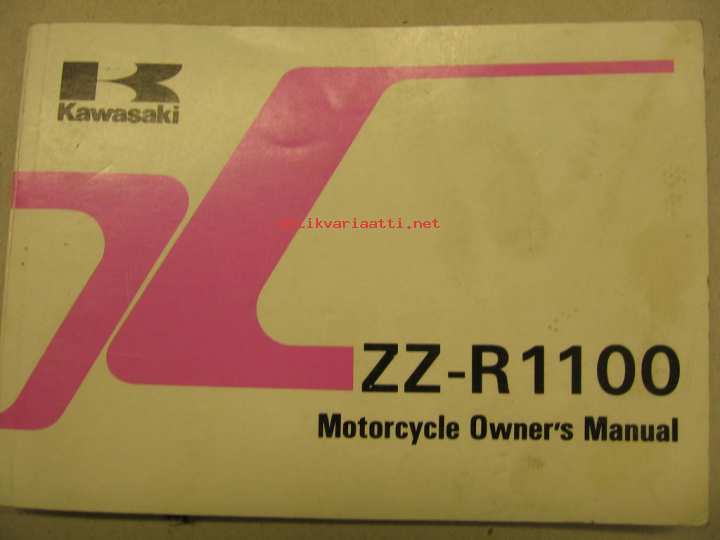 Kawasaki
antikvariaatti.net
ZZ-R1100
Motorcycle Owner's Manual